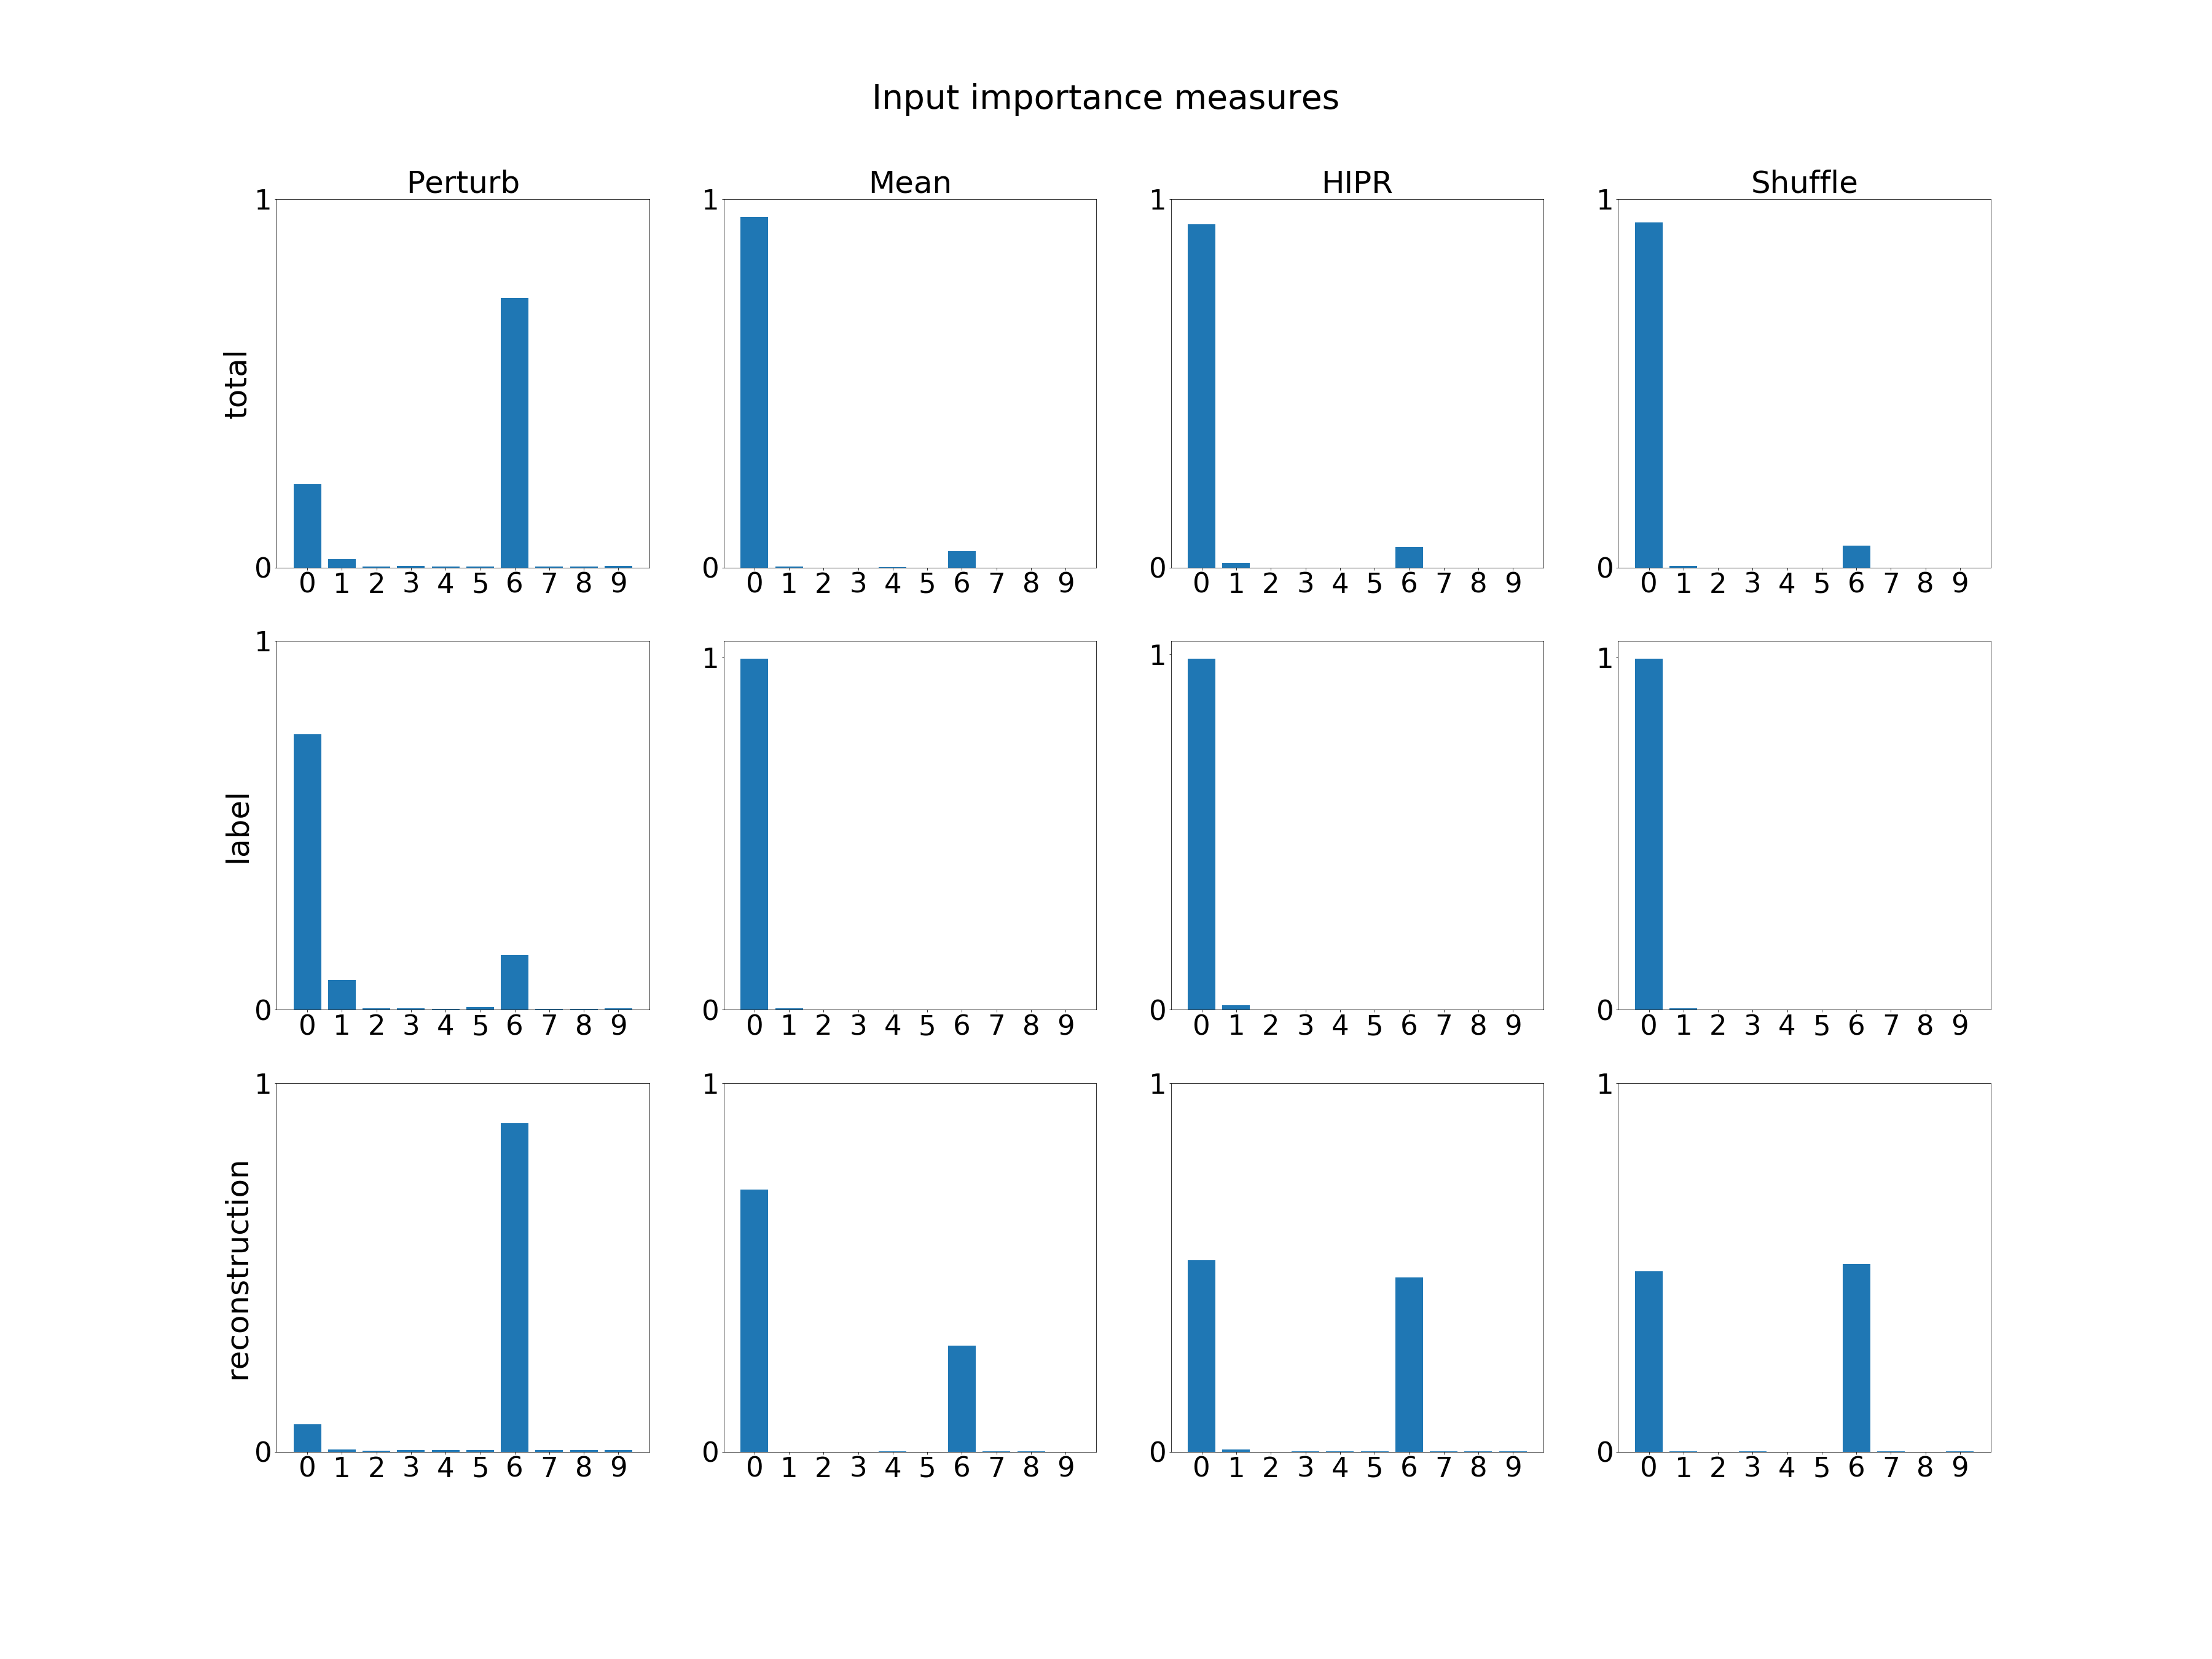 Input importance measures
Perturb Mean HIPR Shuffle
total
1 1 1 1
0 0 0 0
0 1 2 3 4 5 6 7 8 9 0 1 2 3 4 5 6 7 8 9 0 1 2 3 4 5 6 7 8 9 0 1 2 3 4 5 6 7 8 9
label
1 1 1 1
0 0 0 0
0 1 2 3 4 5 6 7 8 9 0 1 2 3 4 5 6 7 8 9 0 1 2 3 4 5 6 7 8 9 0 1 2 3 4 5 6 7 8 9
reconstruction
1 1 1 1
0 0 0 0
0 1 2 3 4 5 6 7 8 9 0 1 2 3 4 5 6 7 8 9 0 1 2 3 4 5 6 7 8 9 0 1 2 3 4 5 6 7 8 9